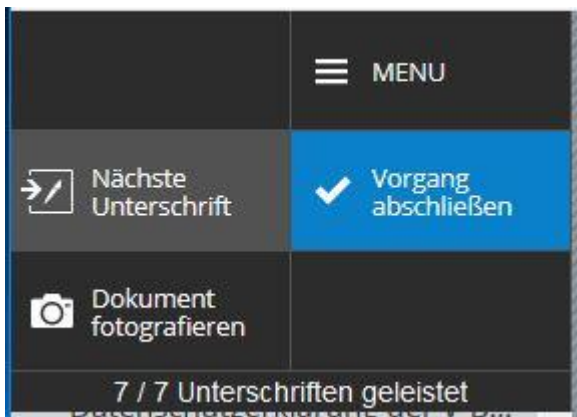 MENU
Nächste
Unterschrift
Vorgang
abschließen
Dokument
fotografieren
7 / 7 Unterschriften geleistet